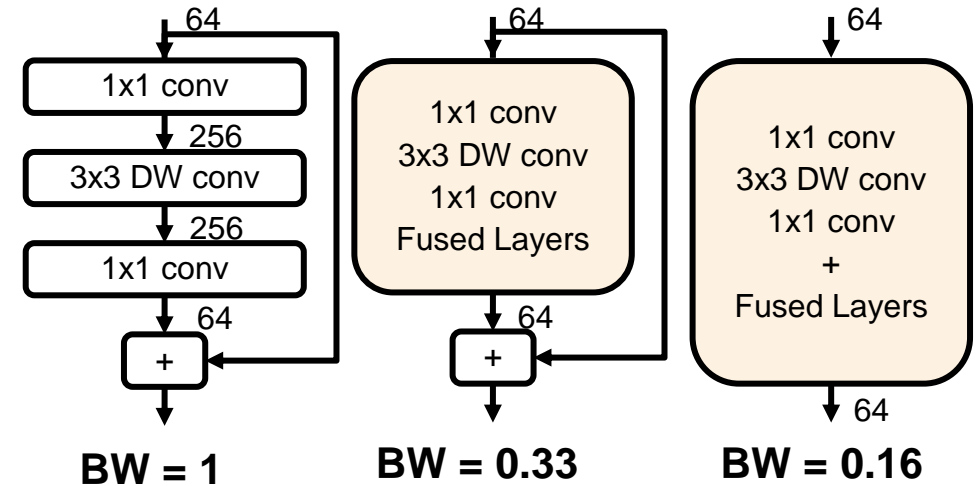 64
1x1 conv
256
3x3 DW conv
256
1x1 conv
64
+
BW = 1
64
1x1 conv
3x3 DW conv
1x1 conv
Fused Layers
64
+
BW = 0.33
64
1x1 conv
3x3 DW conv
1x1 conv
+
Fused Layers
64
BW = 0.16